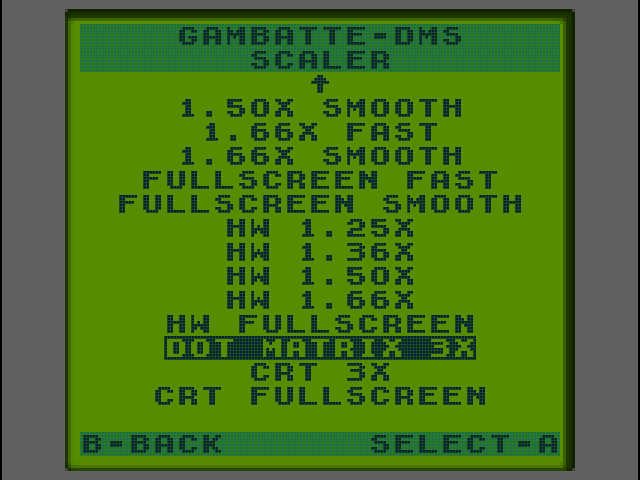 GAMBATTE-DMS
SCALER
↑
1.50X SMOOTH
1.66X FAST
1.66X SMOOTH
FULLSCREEN FAST
FULLSCREEN SMOOTH
HW 1.25X
HW 1.36X
HW 1.50X
HW 1.66X
HW FULLSCREEN
DOT MATRIX 3X
CRT 3X
CRT FULLSCREEN
B-BACK SELECT-A